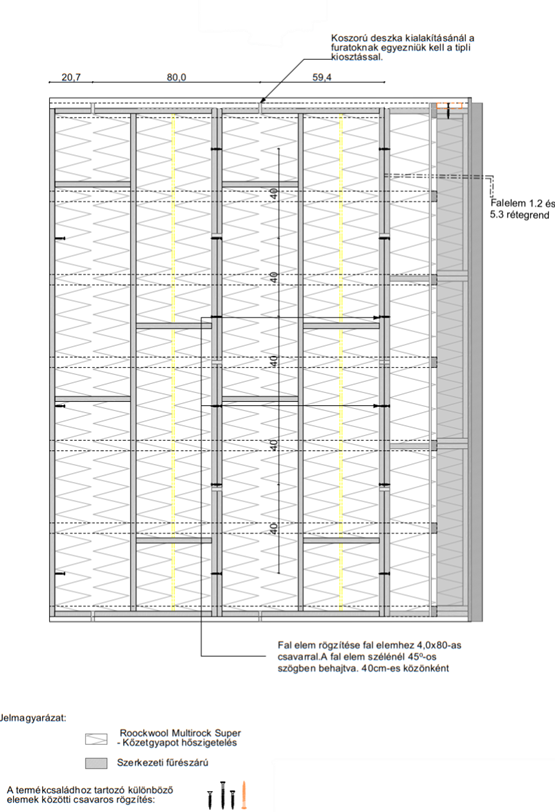 Koszorú deszka kialakításánál a
furatoknak egyezniük kell a tipli
kiosztással.
20,7
80,0
59,4
40
Falelem 1.2 és
5.3 rétegrend
40
40
40
40
Fal elem rögzítése fal elemhez 4,0x80-as
csavarral.A fal elem szélénél 45º-os
szögben behajtva. 40cm-es közönként
Jelmagyarázat:
Roockwool Multirock Super
- Kőzetgyapot hőszigetelés
Szerkezeti fűrészárú
A termékcsaládhoz tartozó különböző
elemek közötti csavaros rögzítés: